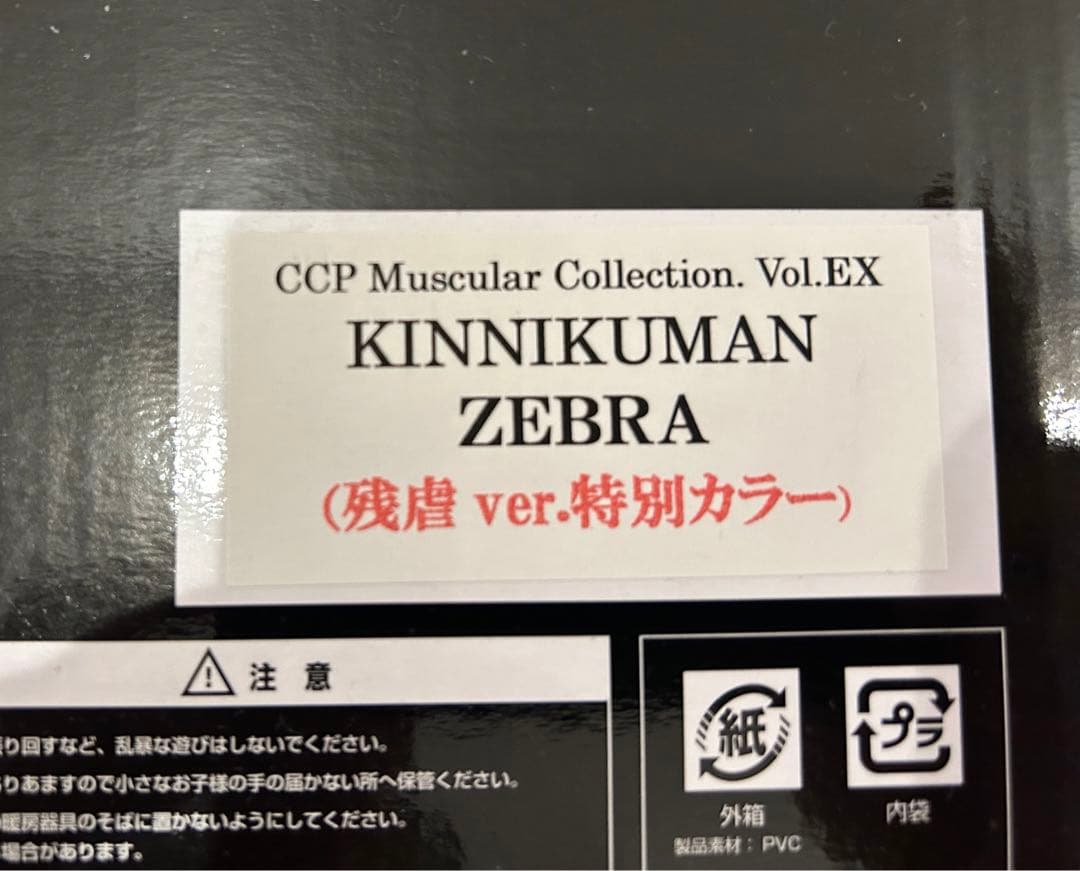 CCP Muscular Collection. Vol.EX
KINNIKUMAN
ZEBRA
(残虐 ver.特別カラー)
注 意
り回すなど、乱暴な遊びはしないでください。
りあますので小さなお子様の手の届かない所へ保管ください。
暖房器具のそばに置かないようにしてください。
場合があります。
紙
プラ
外箱
内袋
製品素材：PVC